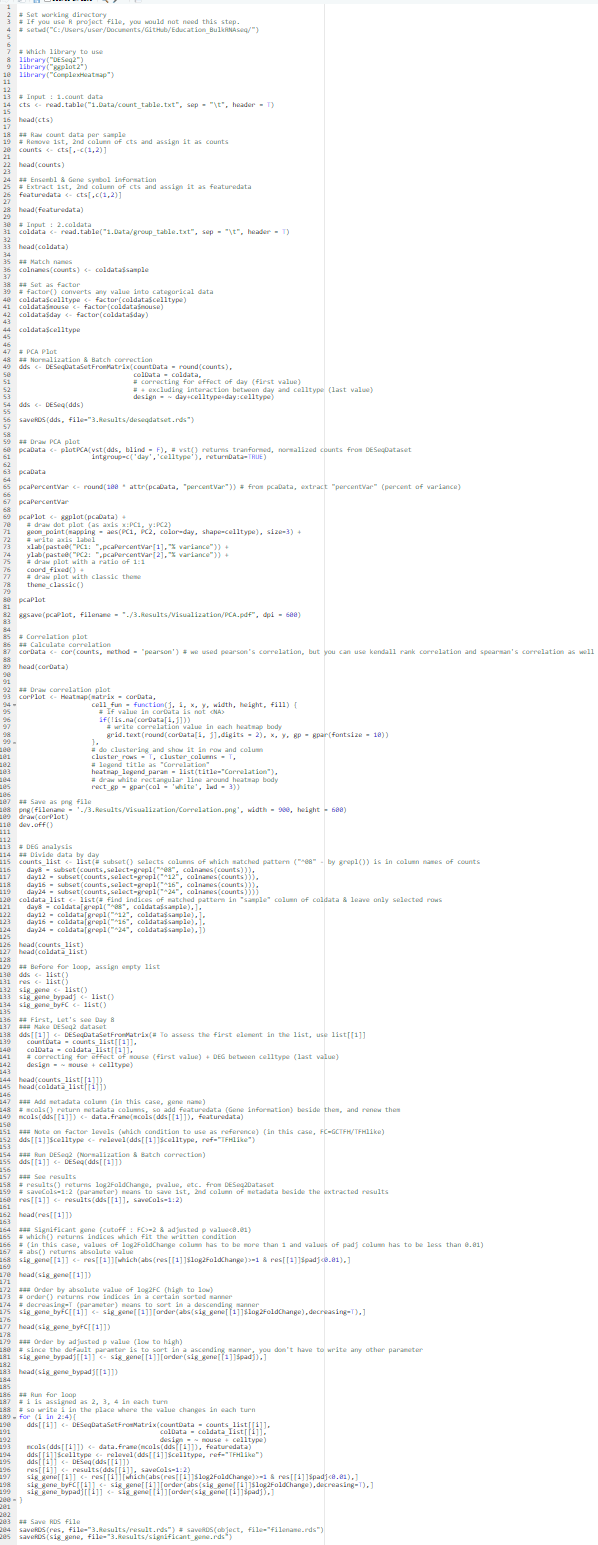 # Set working directory
# If you use R project file, you would not need this step.
# setwd("C:/Users/user/Documents/GitHub/Education_BulkRNAseq/")
# Which library to use
library("DESeq2")
library("ggplot2")
library("ComplexHeatmap")
# Input : 1.count data
cts <- read.table("1.Data/count_table.txt", sep = "\t", header = T)
head(cts)
## Raw count data per sample
# Remove 1st, 2nd column of cts and assign it as counts
counts <- cts[,-c(1,2)]
head(counts)
## Ensembl & Gene symbol information
# Extract 1st, 2nd column of cts and assign it as featuredata
featuredata <- cts[,c(1,2)]
head(featuredata)
# Input : 2.coldata
coldata <- read.table("1.Data/group_table.txt", sep = "\t", header = T)
head(coldata)
## Match names
colnames(counts) <- coldata$sample
## Set as factor
# factor() converts any value into categorical data
coldata$celltype <- factor(coldata$celltype)
coldata$mouse <- factor(coldata$mouse)
coldata$day <- factor(coldata$day)
coldata$celltype
# PCA Plot
## Normalization & Batch correction
dds <- DESeqDataSetFromMatrix(countData = round(counts),
colData = coldata,
# correcting for effect of day (first value)
# + excluding interaction between day and celltype (last value)
design = ~ day+celltype+day:celltype)
dds <- DESeq(dds)
saveRDS(dds, file="3.Results/deseqdatset.rds")
## Draw PCA plot
pcaData <- plotPCA(vst(dds, blind = F), # vst() returns tranformed, normalized counts from DESeqDataset
intgroup=c('day','celltype'), returnData=TRUE)
pcaData
pcaPercentVar <- round(100 * attr(pcaData, "percentVar")) # from pcaData, extract "percentVar" (percent of variance)
pcaPercentVar
pcaPlot <- ggplot(pcaData) +
# draw dot plot (as axis x:PC1, y:PC2)
geom_point(mapping = aes(PC1, PC2, color=day, shape=celltype), size=3) +
# write axis label
xlab(paste0("PC1: ",pcaPercentVar[1],"% variance")) +
ylab(paste0("PC2: ",pcaPercentVar[2],"% variance")) +
# draw plot with a ratio of 1:1
coord_fixed() +
# draw plot with classic theme
theme_classic()
pcaPlot
ggsave(pcaPlot, filename = "./3.Results/Visualization/PCA.pdf", dpi = 600)
# Correlation plot
## Calculate correlation
corData <- cor(counts, method = 'pearson') # we used pearson's correlation, but you can use kendall rank correlation and spearman's correlation as well
head(corData)
## Draw correlation plot
corPlot <- Heatmap(matrix = corData,
cell_fun = function(j, i, x, y, width, height, fill) {
# If value in corData is not <NA>
if(!is.na(corData[i,j]))
# write correlation value in each heatmap body
grid.text(round(corData[i, j],digits = 2), x, y, gp = gpar(fontsize = 10))
},
# do clustering and show it in row and column
cluster_rows = T, cluster_columns = T,
# legend title as "Correlation"
heatmap_legend_param = list(title="Correlation"),
# draw white rectangular line around heatmap body
rect_gp = gpar(col = 'white', lwd = 3))
## Save as png file
png(filename = './3.Results/Visualization/Correlation.png', width = 900, height = 600)
draw(corPlot)
dev.off()
# DEG analysis
## Divide data by day
counts_list <- list(# subset() selects columns of which matched pattern ("^08" - by grepl()) is in column names of counts
day8 = subset(counts,select=grepl("^08", colnames(counts))),
day12 = subset(counts,select=grepl("^12", colnames(counts))),
day16 = subset(counts,select=grepl("^16", colnames(counts))),
day24 = subset(counts,select=grepl("^24", colnames(counts))))
coldata_list <- list(# find indices of matched pattern in "sample" column of coldata & leave only selected rows
day8 = coldata[grepl("^08", coldata$sample),],
day12 = coldata[grepl("^12", coldata$sample),],
day16 = coldata[grepl("^16", coldata$sample),],
day24 = coldata[grepl("^24", coldata$sample),])
head(counts_list)
head(coldata_list)
## Before for loop, assign empty list
dds <- list()
res <- list()
sig_gene <- list()
sig_gene_bypadj <- list()
sig_gene_byFC <- list()
## First, Let's see Day 8
### Make DESeq2 dataset
dds[[1]] <- DESeqDataSetFromMatrix(# To assess the first element in the list, use list[[1]]
countData = counts_list[[1]],
colData = coldata_list[[1]],
# correcting for effect of mouse (first value) + DEG between celltype (last value)
design = ~ mouse + celltype)
head(counts_list[[1]])
head(coldata_list[[1]])
### Add metadata column (in this case, gene name)
# mcols() return metadata columns, so add featuredata (Gene information) beside them, and renew them
mcols(dds[[1]]) <- data.frame(mcols(dds[[1]]), featuredata)
### Note on factor levels (which condition to use as reference) (in this case, FC=GCTFH/TFHlike)
dds[[1]]$celltype <- relevel(dds[[1]]$celltype, ref="TFHlike")
### Run DESeq2 (Normalization & Batch correction)
dds[[1]] <- DESeq(dds[[1]])
### See results
# results() returns log2FoldChange, pvalue, etc. from DESeq2Dataset
# saveCols=1:2 (parameter) means to save 1st, 2nd column of metadata beside the extracted results
res[[1]] <- results(dds[[1]], saveCols=1:2)
head(res[[1]])
### Significant gene (cutoff : FC>=2 & adjusted p value<0.01)
# which() returns indices which fit the written condition
# (in this case, values of log2FoldChange column has to be more than 1 and values of padj column has to be less than 0.01)
# abs() returns absolute value
sig_gene[[1]] <- res[[1]][which(abs(res[[1]]$log2FoldChange)>=1 & res[[1]]$padj<0.01),]
head(sig_gene[[1]])
### Order by absolute value of log2FC (high to low)
# order() returns row indices in a certain sorted manner
# decreasing=T (parameter) means to sort in a descending manner
sig_gene_byFC[[1]] <- sig_gene[[1]][order(abs(sig_gene[[1]]$log2FoldChange),decreasing=T),]
head(sig_gene_byFC[[1]])
### Order by adjusted p value (low to high)
# since the default paramter is to sort in a ascending manner, you don't have to write any other parameter
sig_gene_bypadj[[1]] <- sig_gene[[1]][order(sig_gene[[1]]$padj),]
head(sig_gene_bypadj[[1]])
## Run for loop
# i is assigned as 2, 3, 4 in each turn
# so write i in the place where the value changes in each turn
for (i in 2:4){
dds[[i]] <- DESeqDataSetFromMatrix(countData = counts_list[[i]],
colData = coldata_list[[i]],
design = ~ mouse + celltype)
mcols(dds[[i]]) <- data.frame(mcols(dds[[i]]), featuredata)
dds[[i]]$celltype <- relevel(dds[[i]]$celltype, ref="TFHlike")
dds[[i]] <- DESeq(dds[[i]])
res[[i]] <- results(dds[[i]], saveCols=1:2)
sig_gene[[i]] <- res[[i]][which(abs(res[[i]]$log2FoldChange)>=1 & res[[i]]$padj<0.01),]
sig_gene_byFC[[i]] <- sig_gene[[i]][order(abs(sig_gene[[i]]$log2FoldChange),decreasing=T),]
sig_gene_bypadj[[i]] <- sig_gene[[i]][order(sig_gene[[i]]$padj),]
}
## Save RDS file
saveRDS(res, file="3.Results/result.rds") # saveRDS(object, file="filename.rds")
saveRDS(sig_gene, file="3.Results/significant_gene.rds")